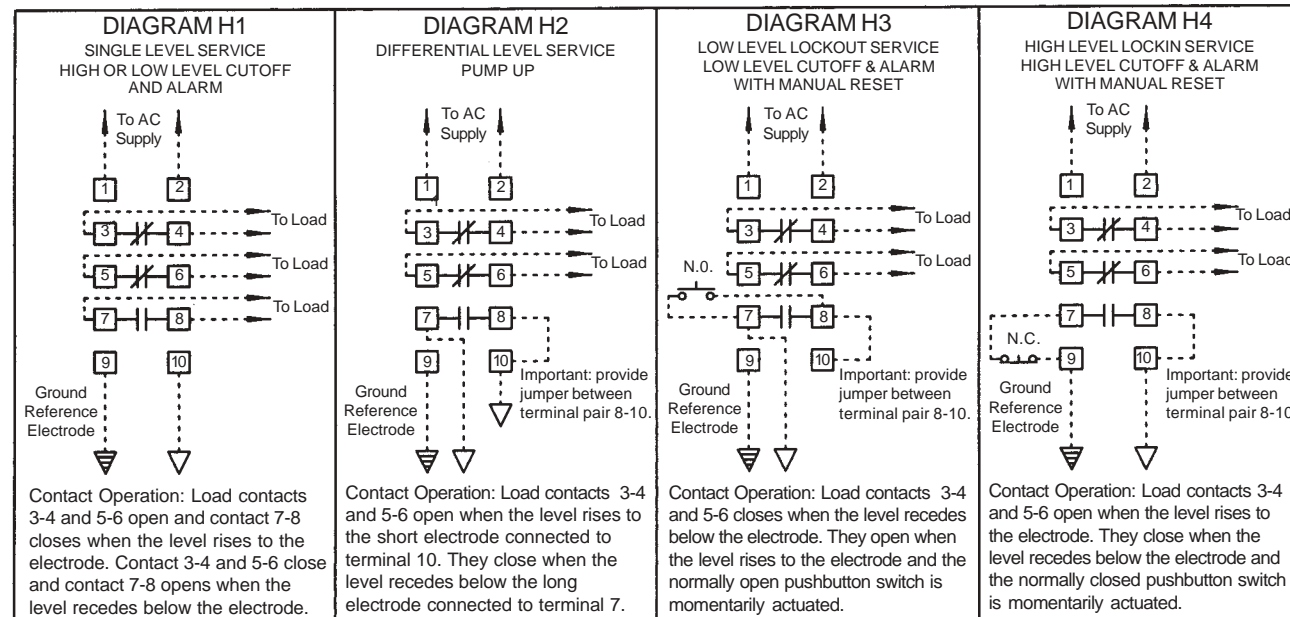 DIAGRAM H1
SINGLE LEVEL SERVICE
HIGH OR LOW LEVEL CUTOFF
AND ALARM
To AC
Supply
1
2
To Load
3
4
To Load
5
6
To Load
7
8
9
10
Ground
Reference
Electrode
Contact Operation: Load contacts
3-4 and 5-6 open and contact 7-8
closes when the level rises to the
electrode. Contact 3-4 and 5-6 close
and contact 7-8 opens when the
level recedes below the electrode.
DIAGRAM H2
DIFFERENTIAL LEVEL SERVICE
PUMP UP
To AC
Supply
1
2
To Load
3
4
To Load
5
6
7
8
9
10
Ground
Reference
Electrode
Important: provide
jumper between
terminal pair 8-10.
Contact Operation: Load contacts 3-4
and 5-6 open when the level rises to
the short electrode connected to
terminal 10. They close when the
level recedes below the long
electrode connected to terminal 7.
DIAGRAM H3
LOW LEVEL LOCKOUT SERVICE
LOW LEVEL CUTOFF & ALARM
WITH MANUAL RESET
To AC
Supply
1
2
To Load
3
4
To Load
N.0.
5
6
7
8
9
10
Ground
Reference
Electrode
Important: provide
jumper between
terminal pair 8-10.
Contact Operation: Load contacts 3-4
and 5-6 closes when the level recedes
below the electrode. They open when
the level rises to the electrode and the
normally open pushbutton switch is
momentarily actuated.
DIAGRAM H4
HIGH LEVEL LOCKIN SERVICE
HIGH LEVEL CUTOFF & ALARM
WITH MANUAL RESET
To AC
Supply
1
2
To Load
3
4
To Load
5
6
7
8
N.C.
9
10
Ground
Reference
Electrode
Important: provide
jumper between
terminal pair 8-10
Contact Operation: Load contacts 3-4
and 5-6 open when the level rises to
the electrode. They close when the
level recedes below the electrode and
the normally closed pushbutton switch
is momentarily actuated.